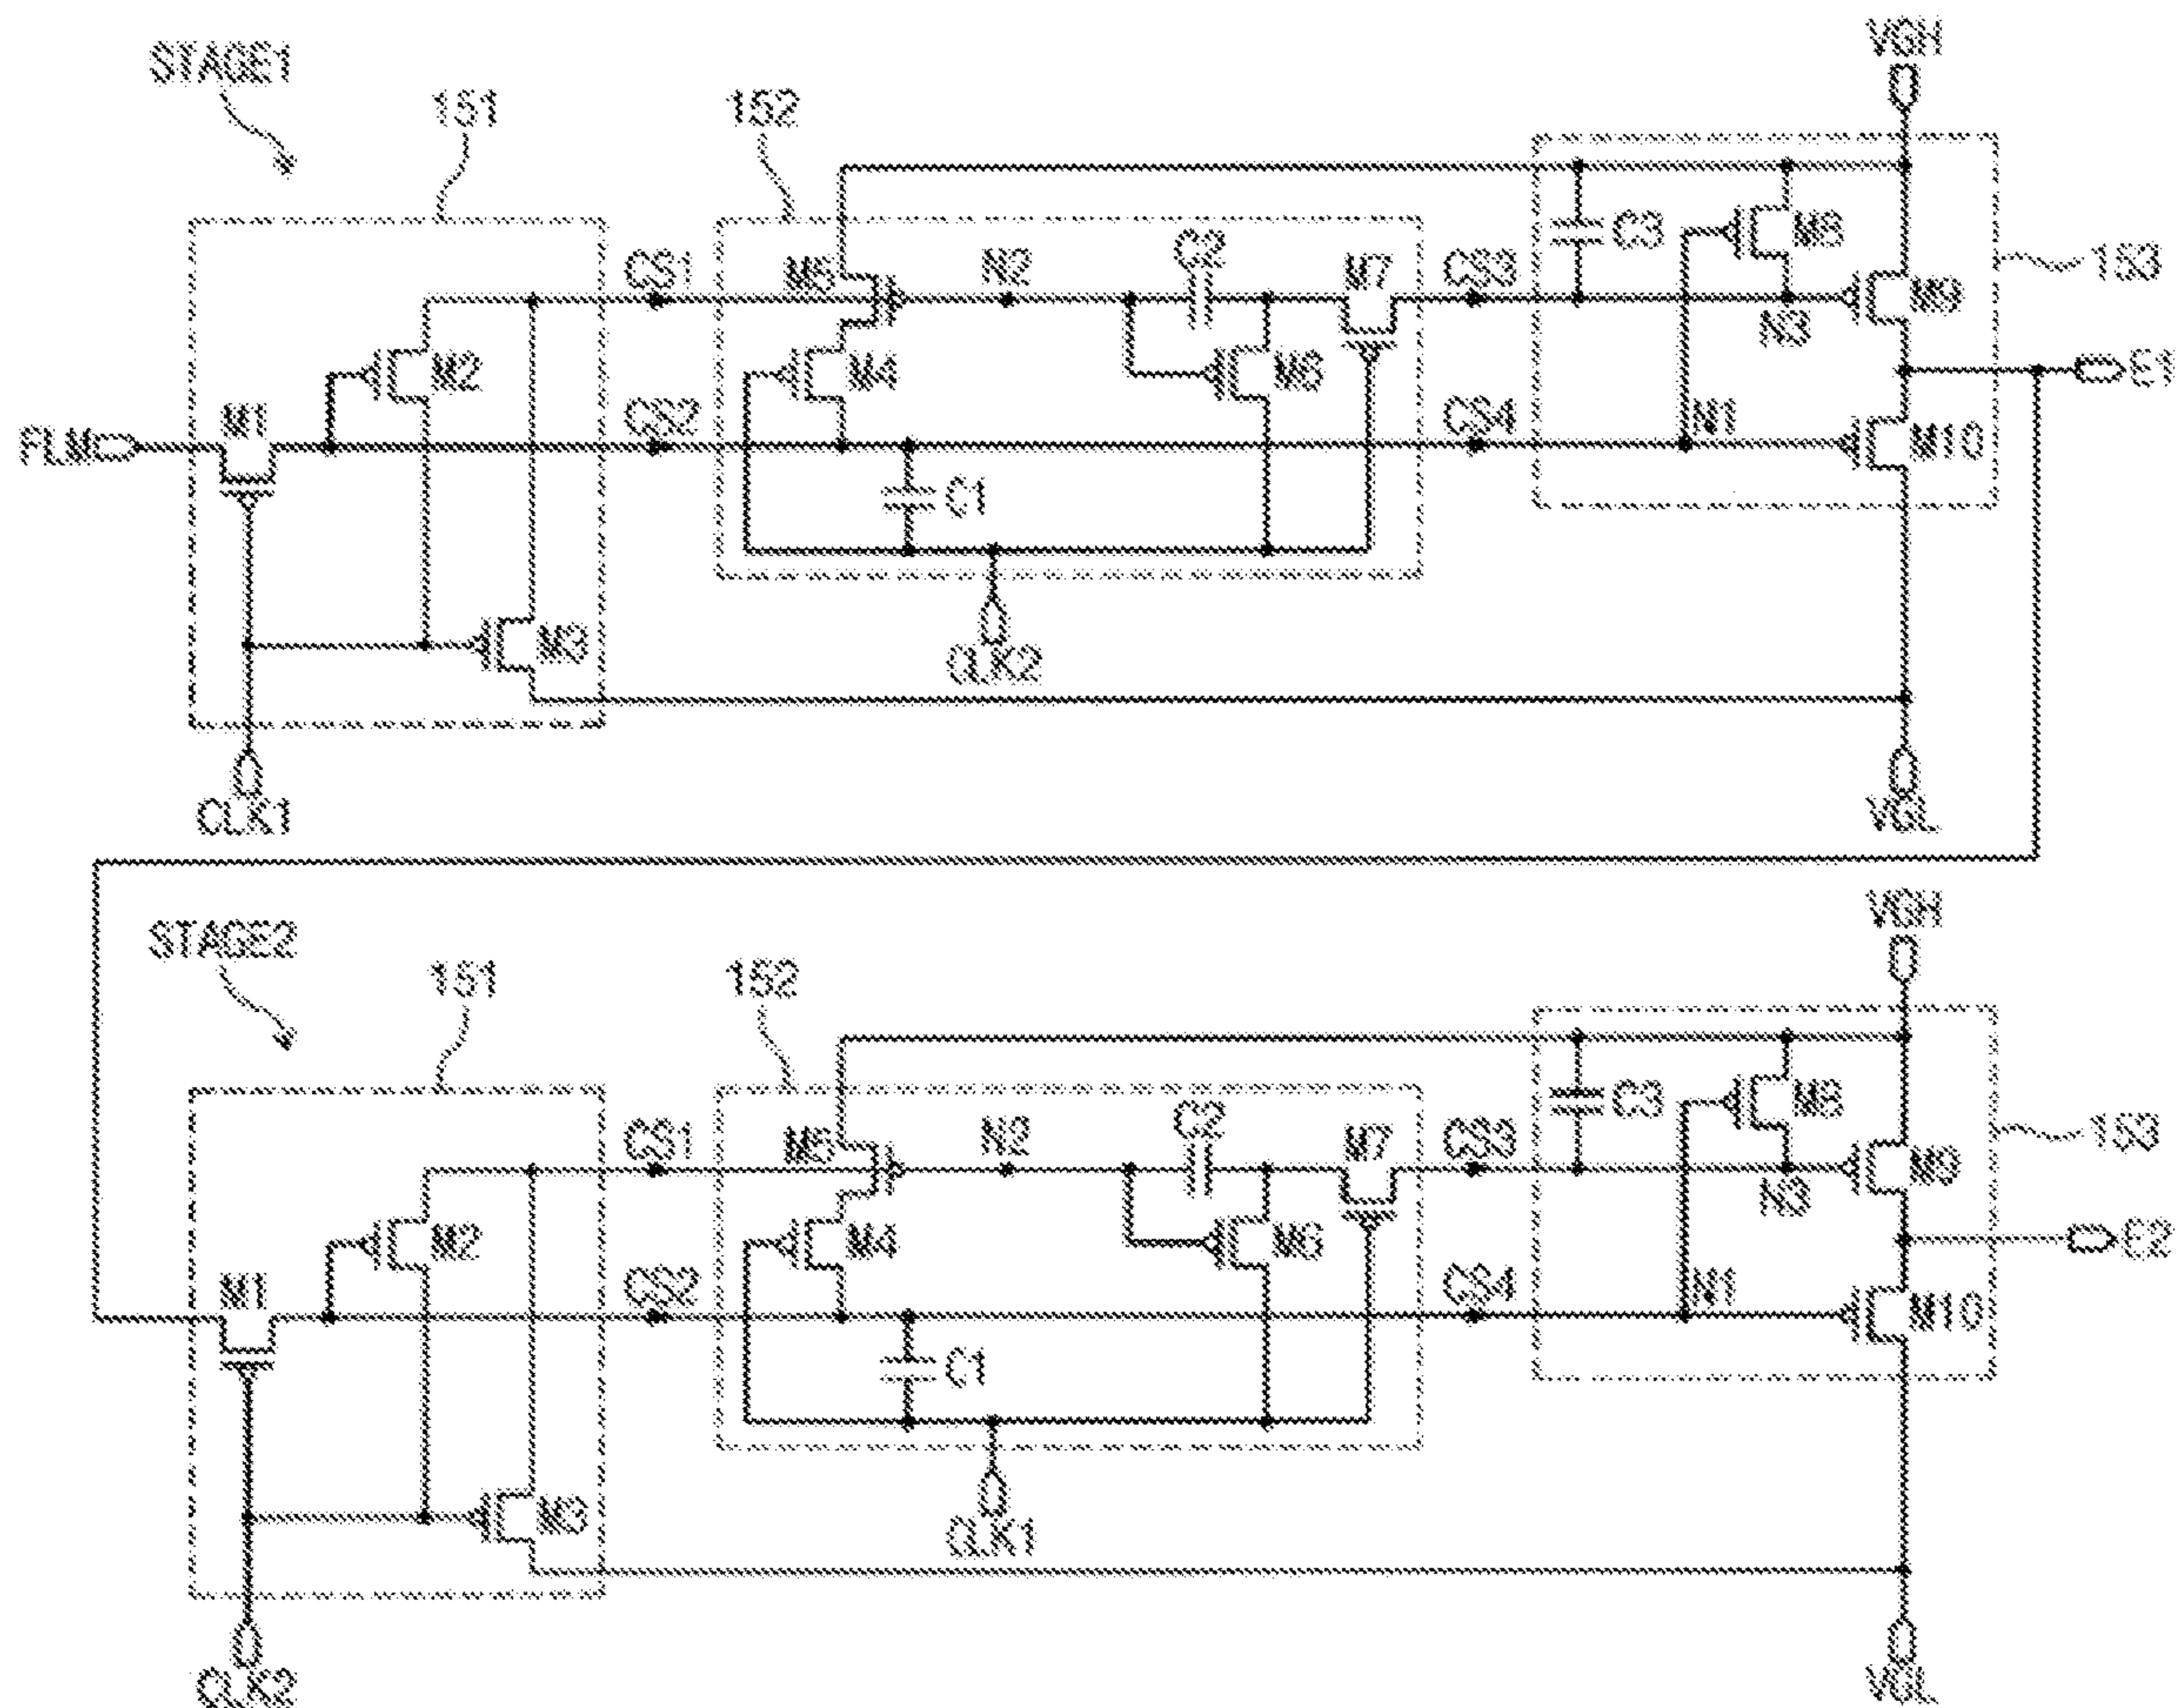 VGH
STAGE1
151
152
C3
M8
153
CS1
M5
N2
C2
M7
CS3
M9
N3
M2
M4
M6
E1
M1
CS2
CS4
N1
M10
FLM
C1
M3
CLK2
CLK1
VGL
VGH
STAGE2
151
152
C3
M8
153
CS1
M5
N2
C2
M7
CS3
M9
N3
M2
M4
M6
E2
M1
CS2
CS4
N1
M10
C1
M3
CLK1
CLK2
VGL